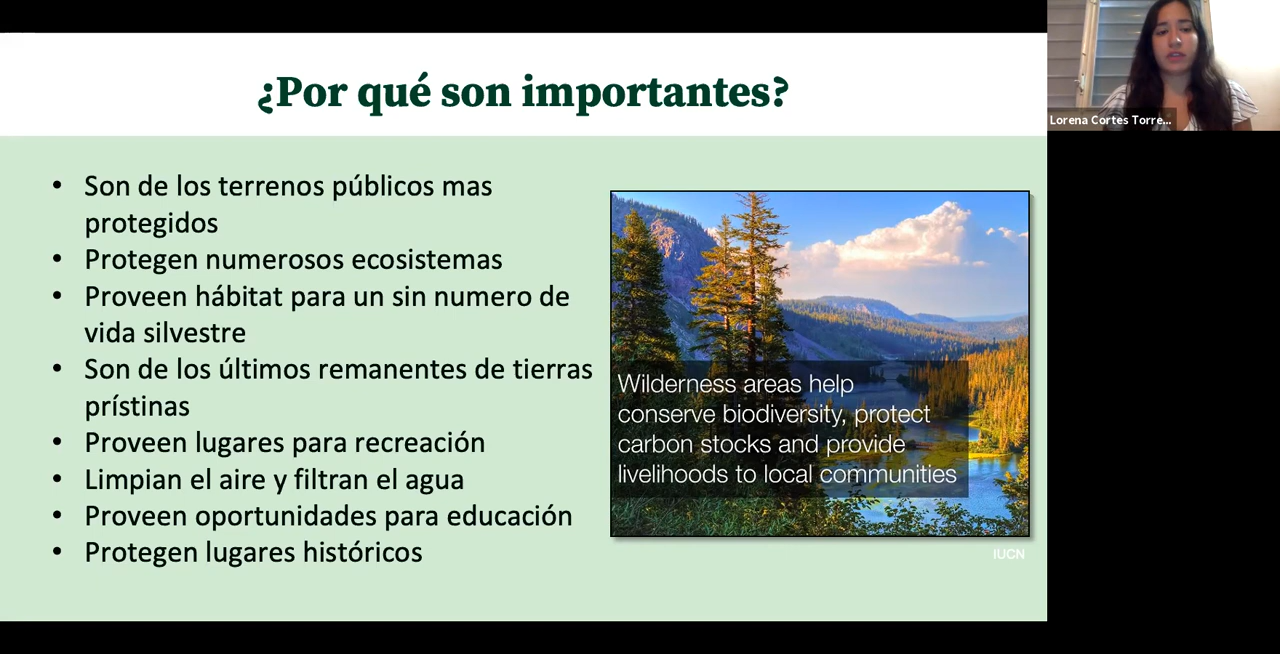 ¿Por qué son importantes?
• Son de los terrenos públicos mas
protegidos
• Protegen numerosos ecosistemas
• Proveen hábitat para un sin numero de
vida silvestre
• Son de los últimos remanentes de tierras
prístinas
• Proveen lugares para recreación
• Limpian el aire y filtran el agua
• Proveen oportunidades para educación
• Protegen lugares históricos
Wilderness areas help
conserve biodiversity, protect
carbon stocks and provide
livelihoods to local communities
IUCN
Lorena Cortes Torre...